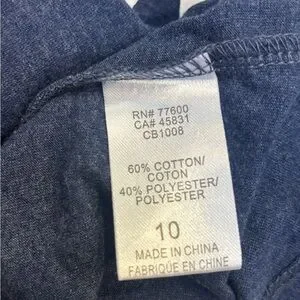 RN# 77600
CA# 45831
CB1008
60% COTTON/
COTON
40% POLYESTER/
POLYESTER
10
MADE IN CHINA
FABRIQUÉ EN CHINE